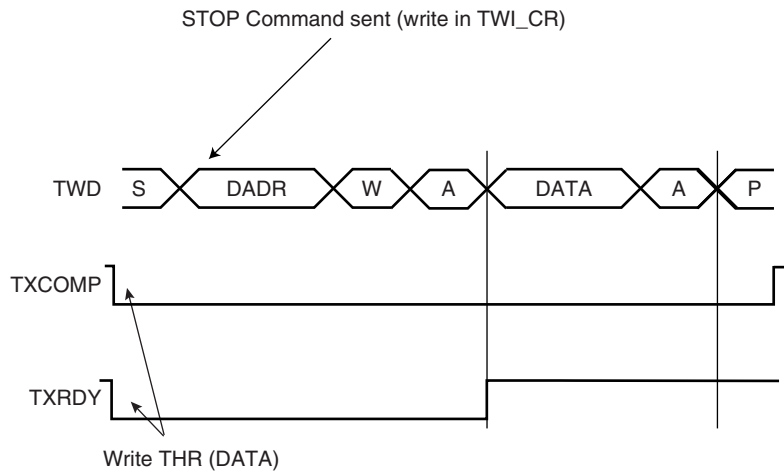 STOP Command sent (write in TWI_CR)
TWD S DADR W A DATA A P
TXCOMP
TXRDY
Write THR (DATA)